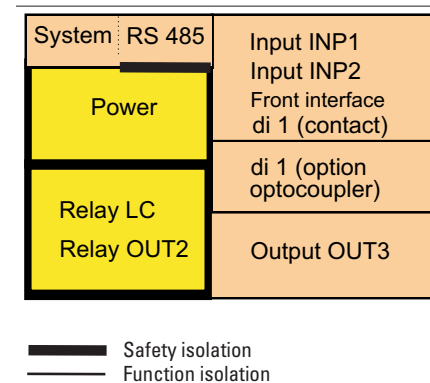 System RS 485
Power
Relay LC
Relay OUT2
Input INP1
Input INP2
Front interface
di 1 (contact)
di 1 (option
optocoupler)
Output OUT3
Safety isolation
Function isolation